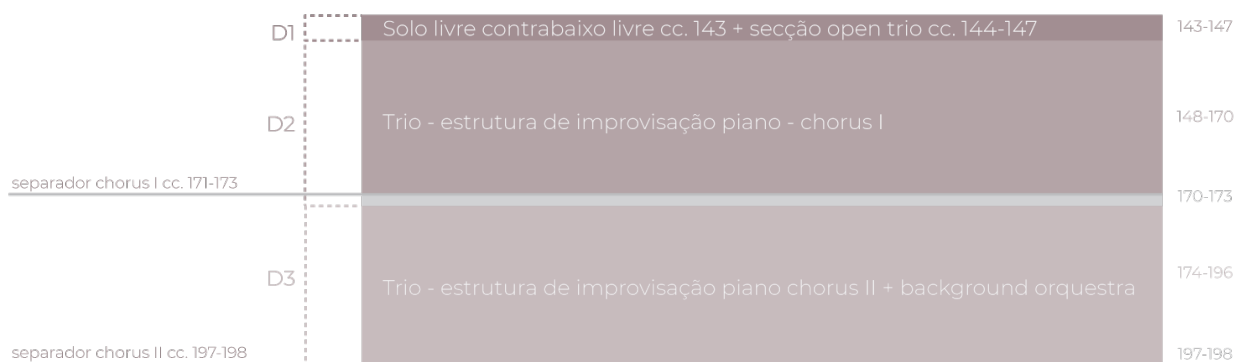 D1
Solo livre contrabaixo livre cc. 143 + secção open trio cc. 144-147
143-147
D2
Trio - estrutura de improvisação piano - chorus I
148-170
separador chorus I cc. 171-173
170-173
D3
Trio - estrutura de improvisação piano chorus II + background orquestra
174-196
separador chorus II cc. 197-198
197-198